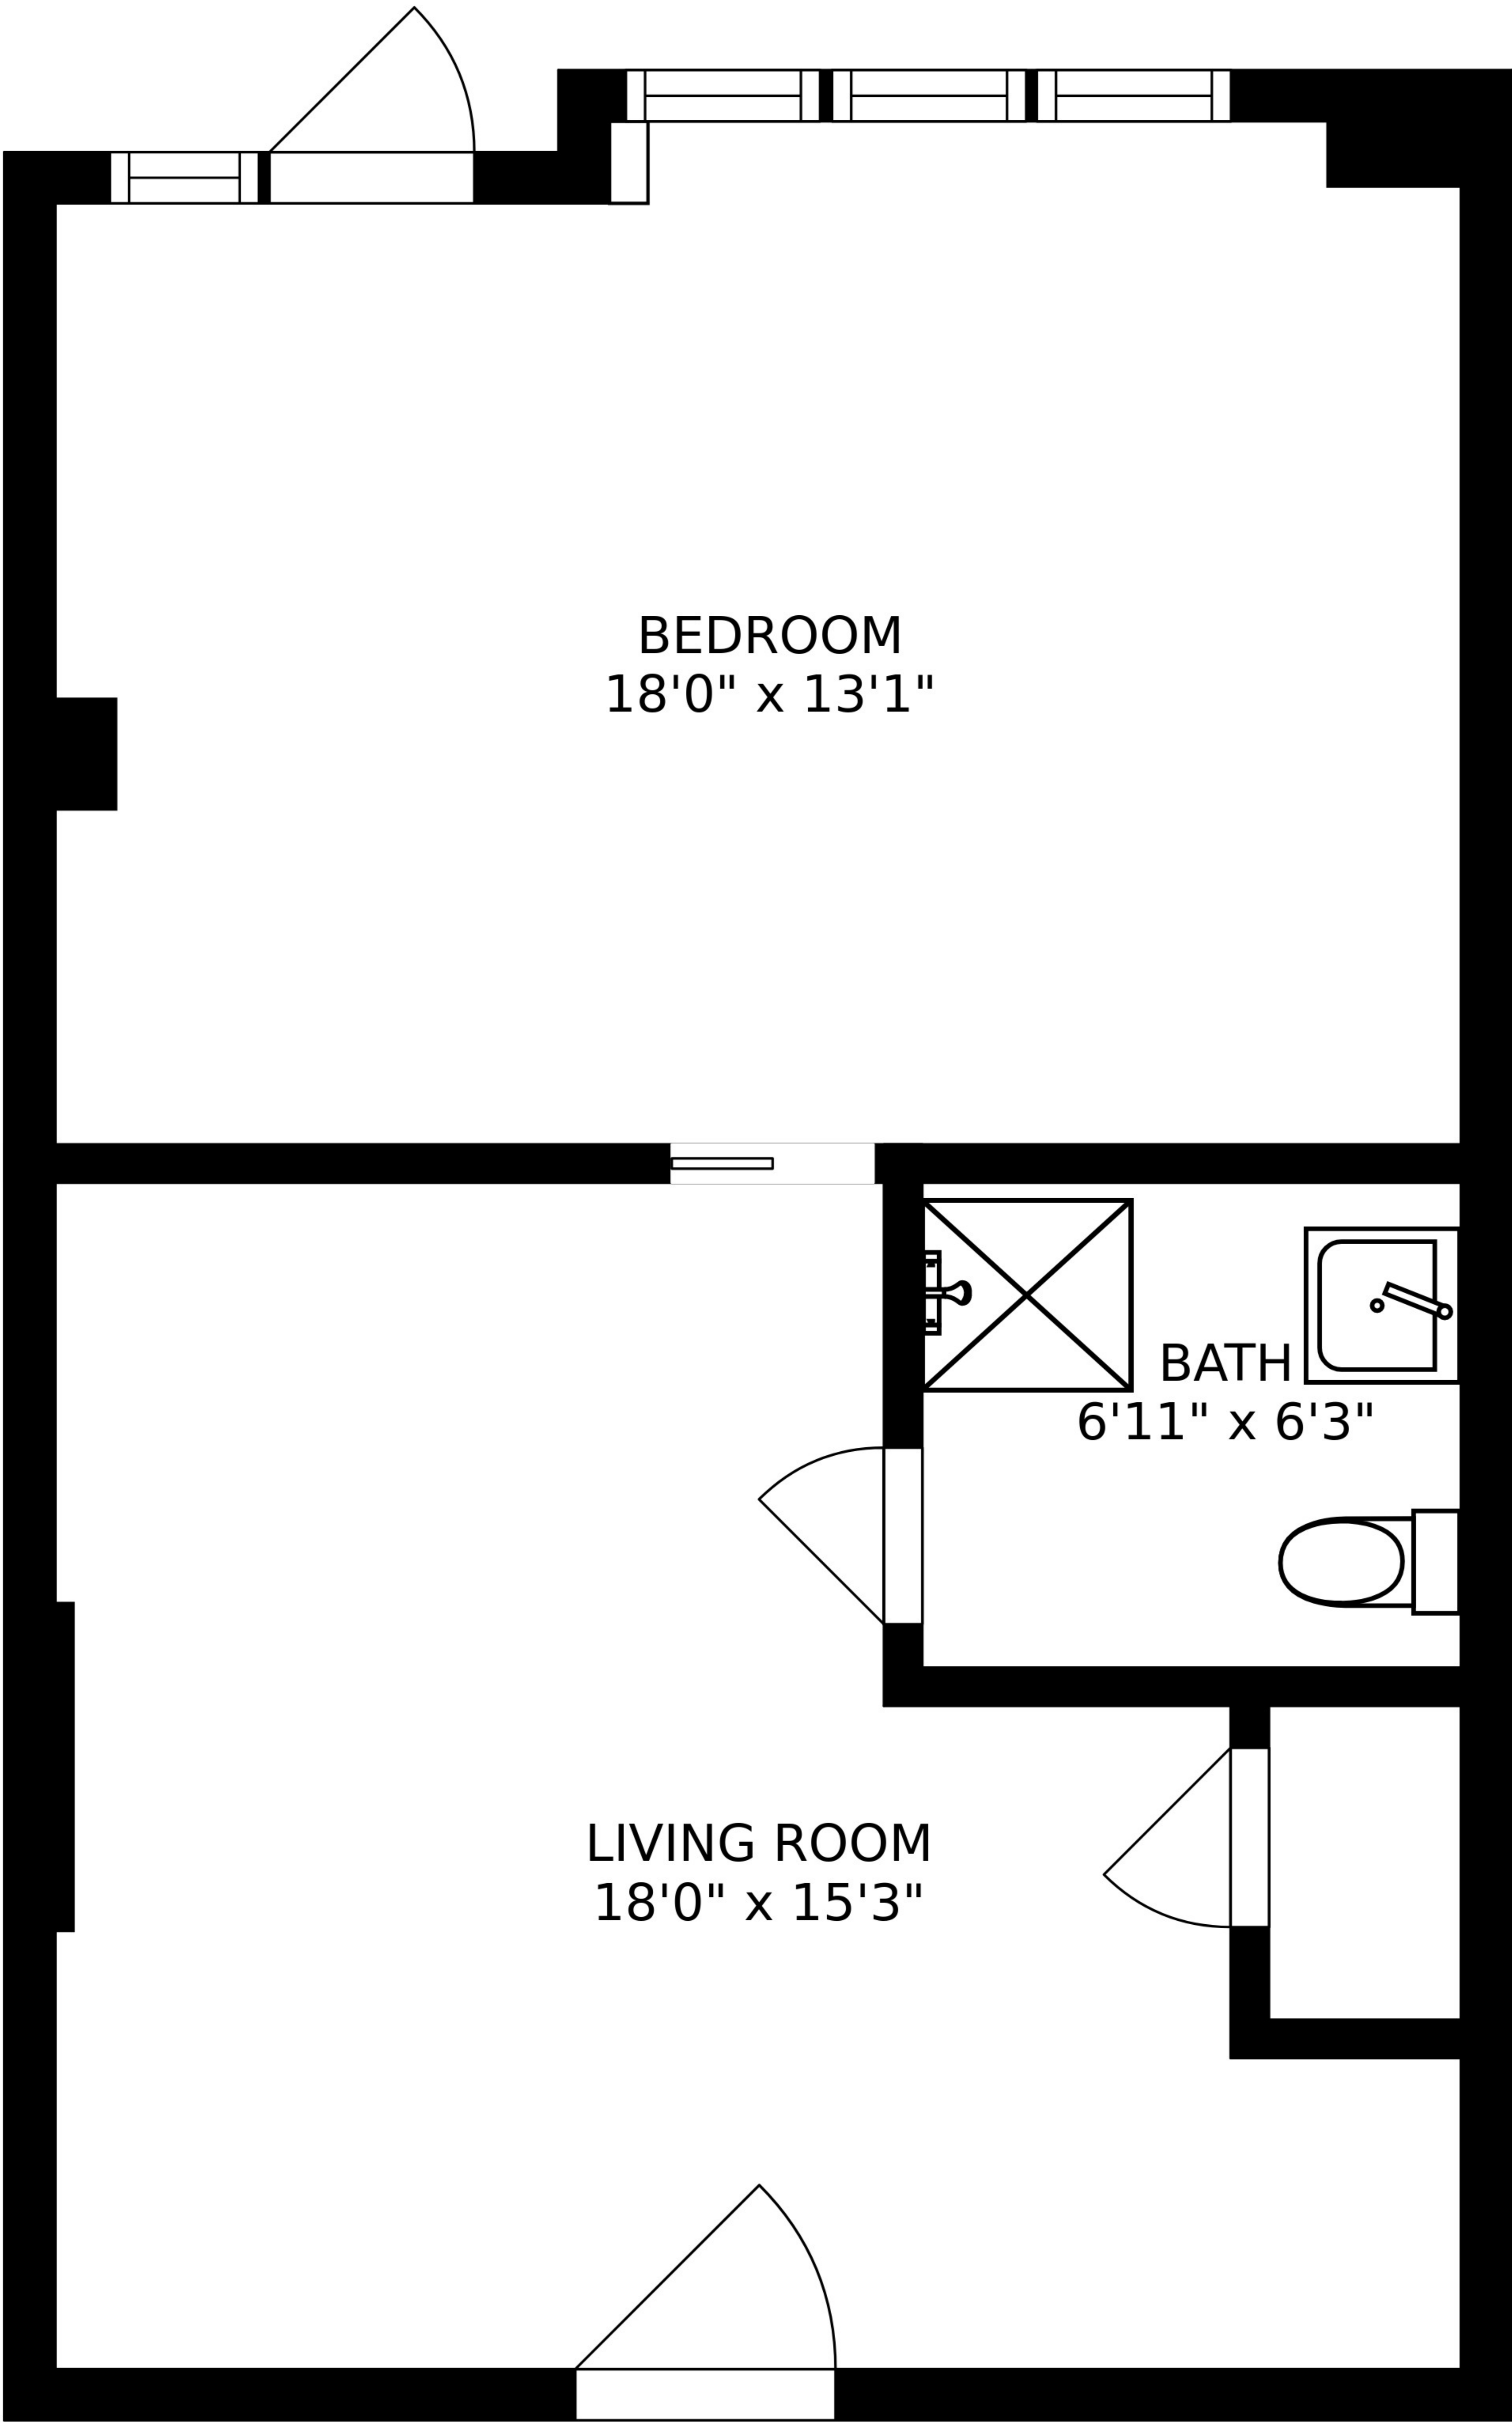 BEDROOM
18'0" x 13'1"
BATH
6'11" x 6'3"
LIVING ROOM
18'0" x 15'3"